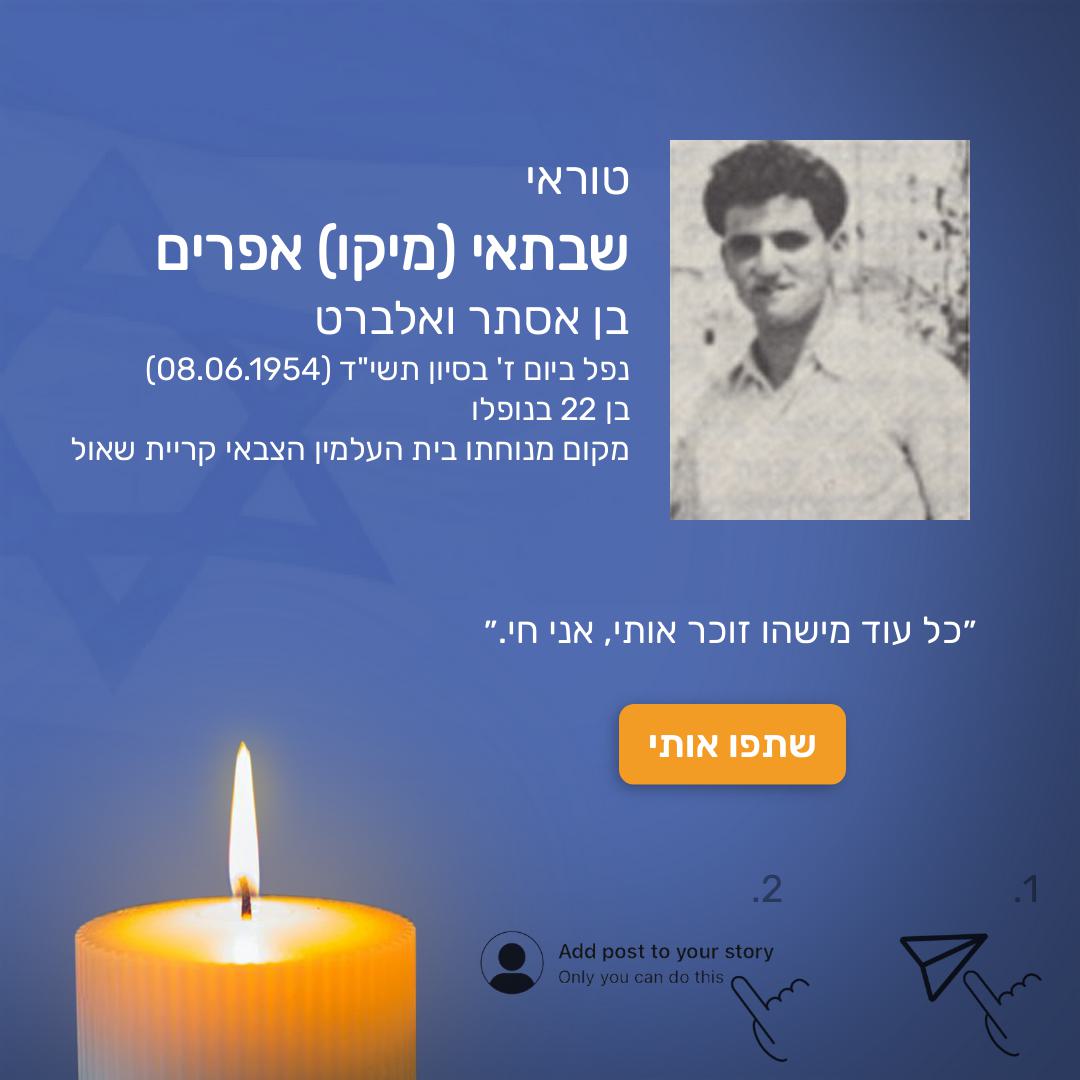 טוראי
שבתאי (מיקו) אפרים
בן אסתר ואלברט
נפל ביום ז' בסיון תשי"ד (08.06.1954)
בן 22 בנופלו
מקום מנוחתו בית העלמין הצבאי קריית שאול
״כל עוד מישהו זוכר אותי, אני חי.״
שתפו אותי
1.
2.
Add post to your story
Only you can do this